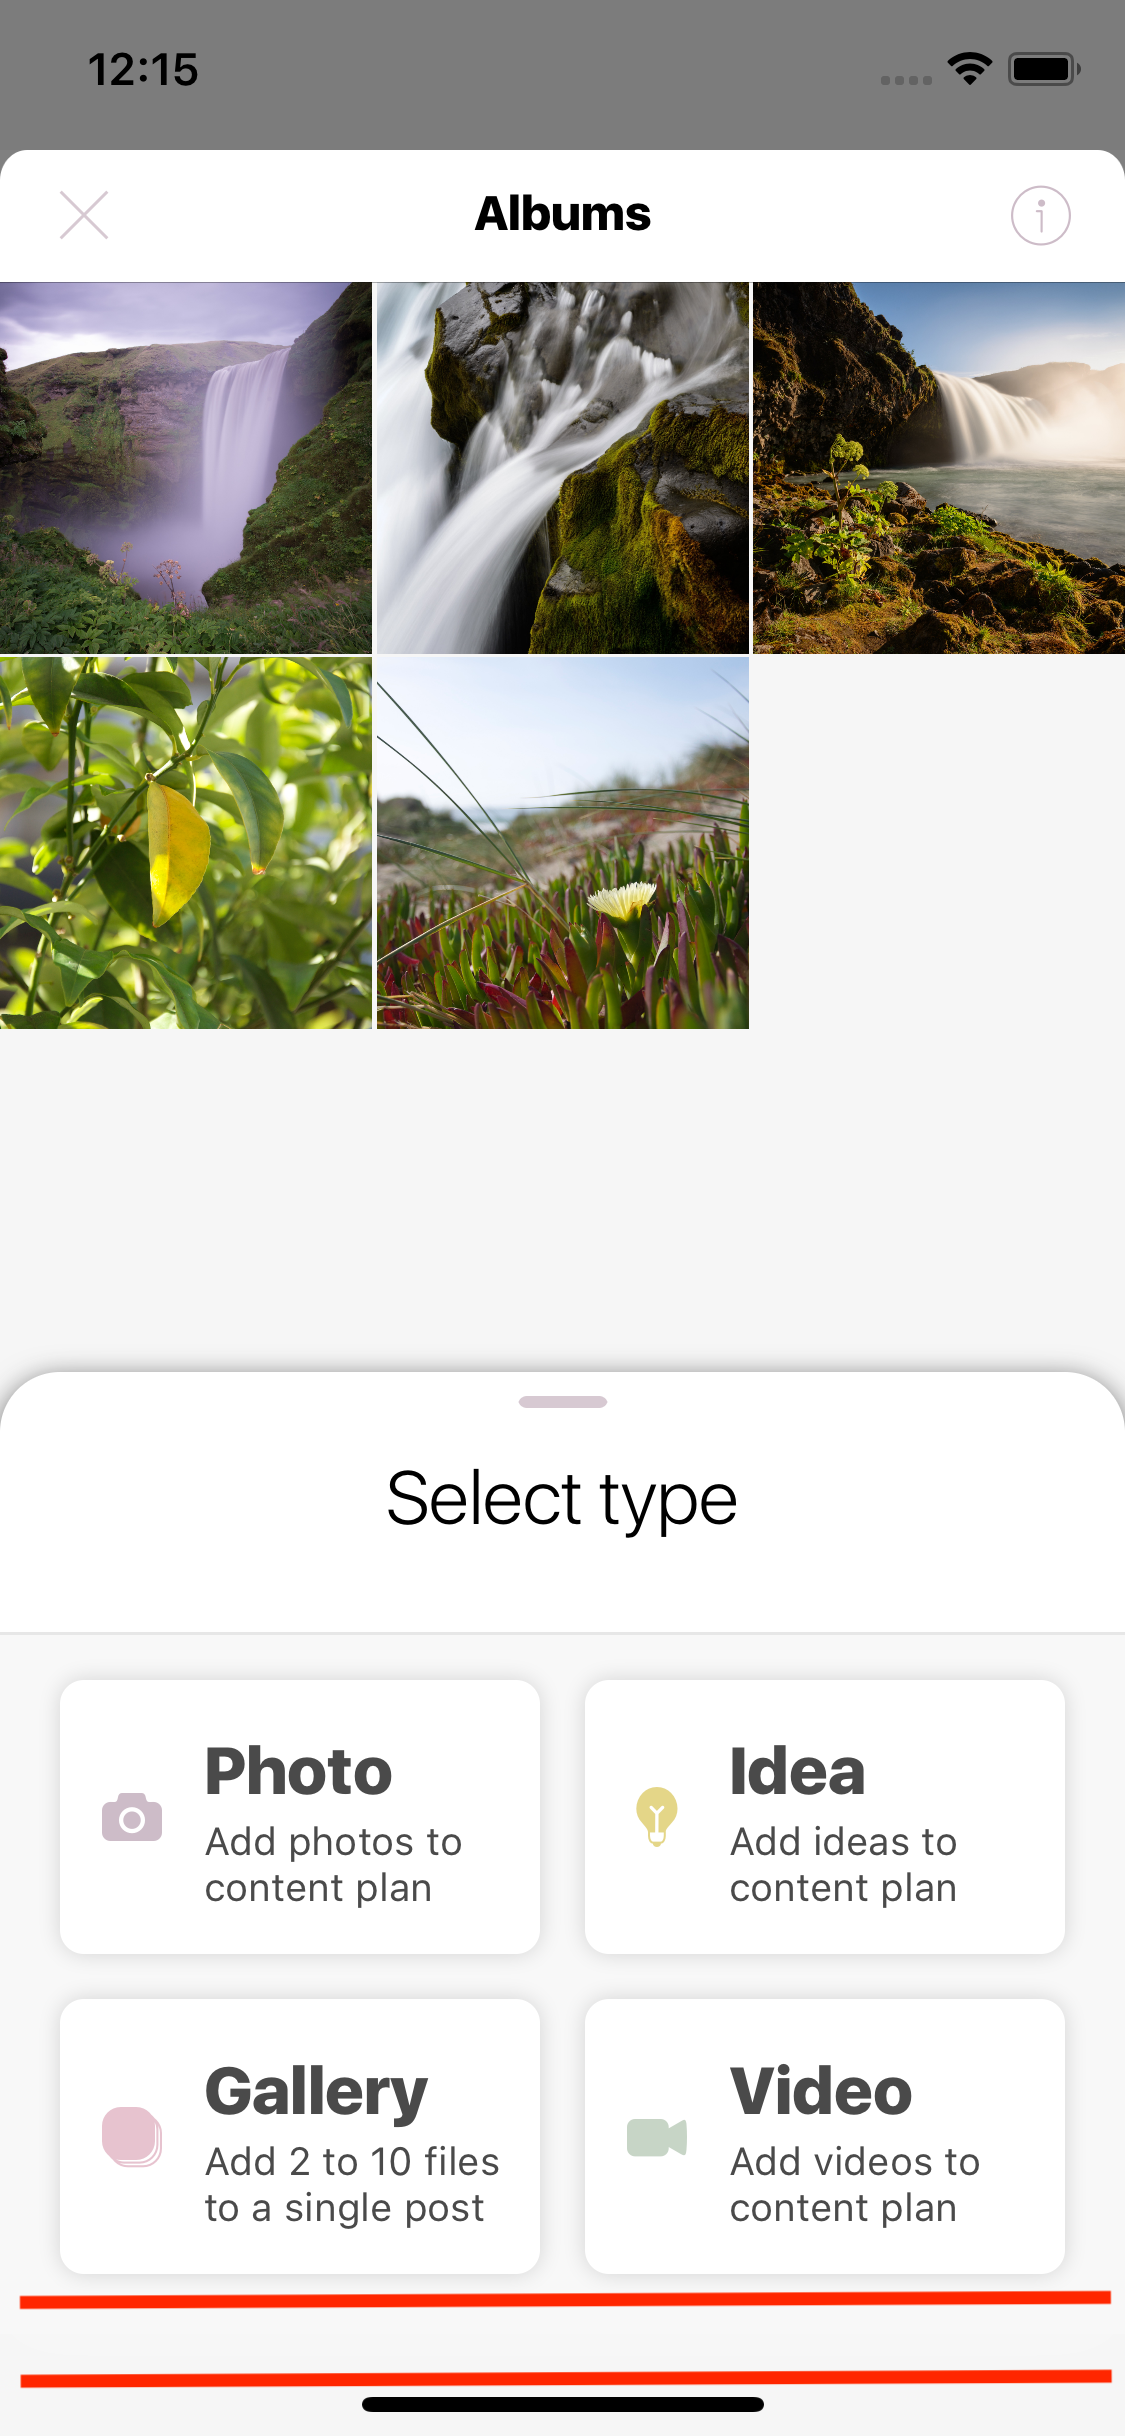 12:15
Albums
Select type
Photo
Add photos to
content plan
Idea
Add ideas to
content plan
Gallery
Add 2 to 10 files
to a single post
Video
Add videos to
content plan